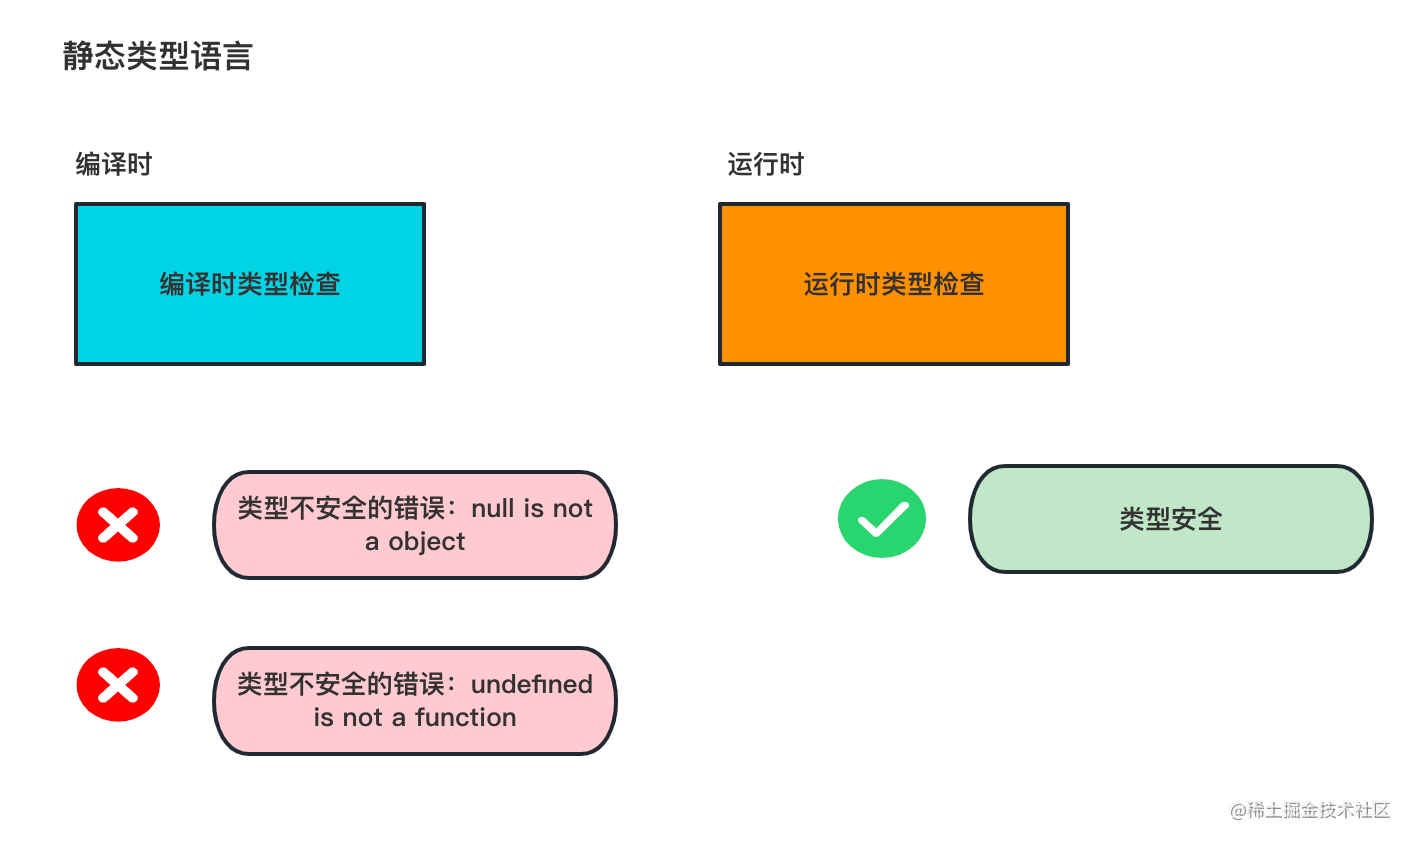 静态类型语言
编译时
运行时
编译时类型检查
运行时类型检查
类型不安全的错误：null is not
a object
类型安全
类型不安全的错误：undefined
is not a function
@稀土掘金技术社区